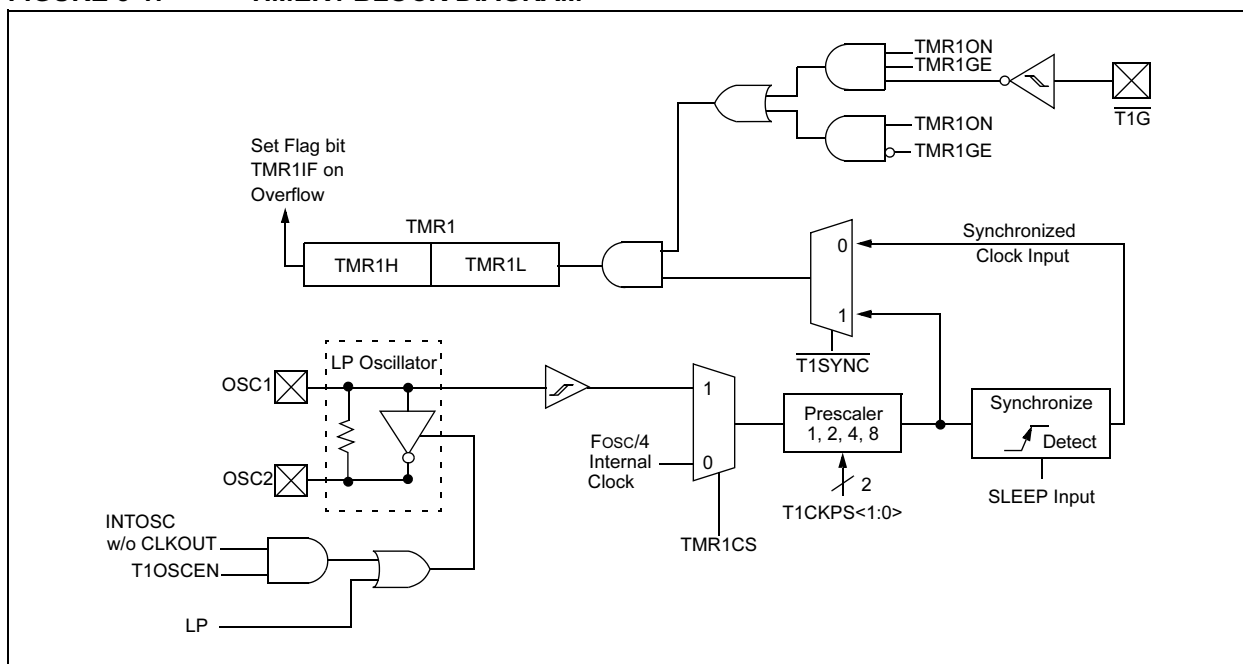 TMR1ON
TMR1GE
T1G
TMR1ON
TMR1GE
Set Flag bit
TMR1IF on
Overflow
TMR1
TMR1H
TMR1L
0
Synchronized
Clock Input
1
T1SYNC
LP Oscillator
OSC1
OSC2
1
FOSC/4
Internal
Clock
0
TMR1CS
Prescaler
1, 2, 4, 8
2
T1CKPS<1:0>
Synchronize
Detect
SLEEP Input
INTOSC
w/o CLKOUT
T1OSCEN
LP